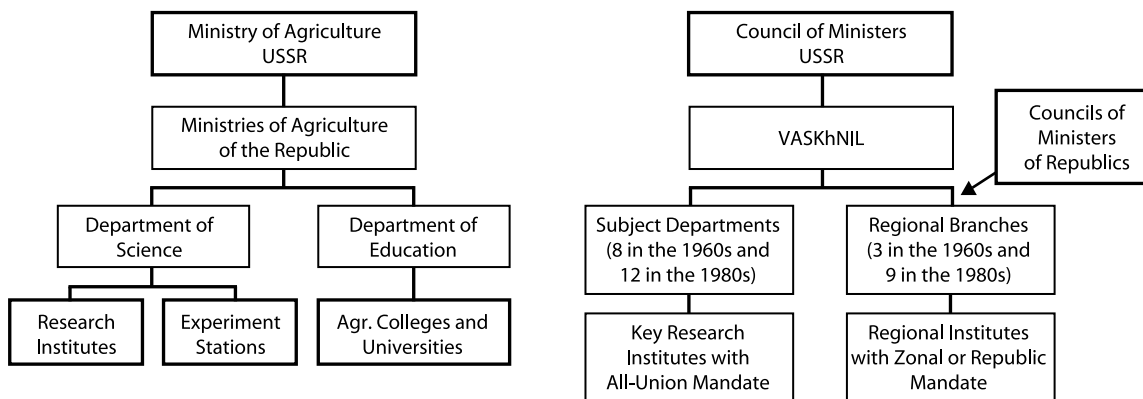 Ministry of Agriculture
USSR
Ministries of Agriculture
of the Republic
Department of
Science
Department of
Education
Research
Institutes
Experiment
Stations
Agr. Colleges and
Universities
Council of Ministers
USSR
VASKhNIL
Councils of
Ministers
of Republics
Subject Departments
(8 in the 1960s and
12 in the 1980s)
Regional Branches
(3 in the 1960s and
9 in the 1980s)
Key Research
Institutes with
All-Union Mandate
Regional Institutes
with Zonal or Republic
Mandate